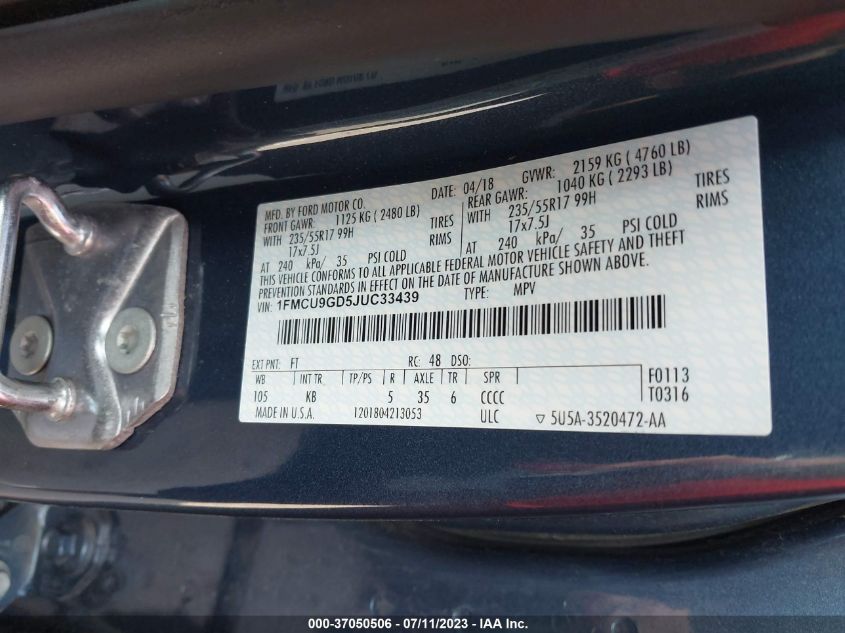 MFD. BY FORD MOTOR CO.
DATE: 04/18 GVWR: 2159 KG ( 4760 LB)
FRONT GAWR: 1125 KG ( 2480 LB) REAR GAWR: 1040 KG ( 2293 LB)
WITH 235/55R17 99H TIRES WITH 235/55R17 99H TIRES
17x7.5J RIMS 17x7.5J RIMS
AT 240 kPa/ 35 PSI COLD AT 240 kPa/ 35 PSI COLD
THIS VEHICLE CONFORMS TO ALL APPLICABLE FEDERAL MOTOR VEHICLE SAFETY AND THEFT
PREVENTION STANDARDS IN EFFECT ON THE DATE OF MANUFACTURE SHOWN ABOVE.
VIN: 1FMCU9GD5JUC33439 TYPE: MPV
EXT PNT: FT RC: 48 DSO:
WB INT TR. TP/PS R AXLE TR SPR F0113
105 KB 5 35 6 CCCC T0316
MADE IN U.S.A. 1201804213053 ULC ▽ 5U5A-3520472-AA
000-37050506 - 07/11/2023 - IAA Inc.